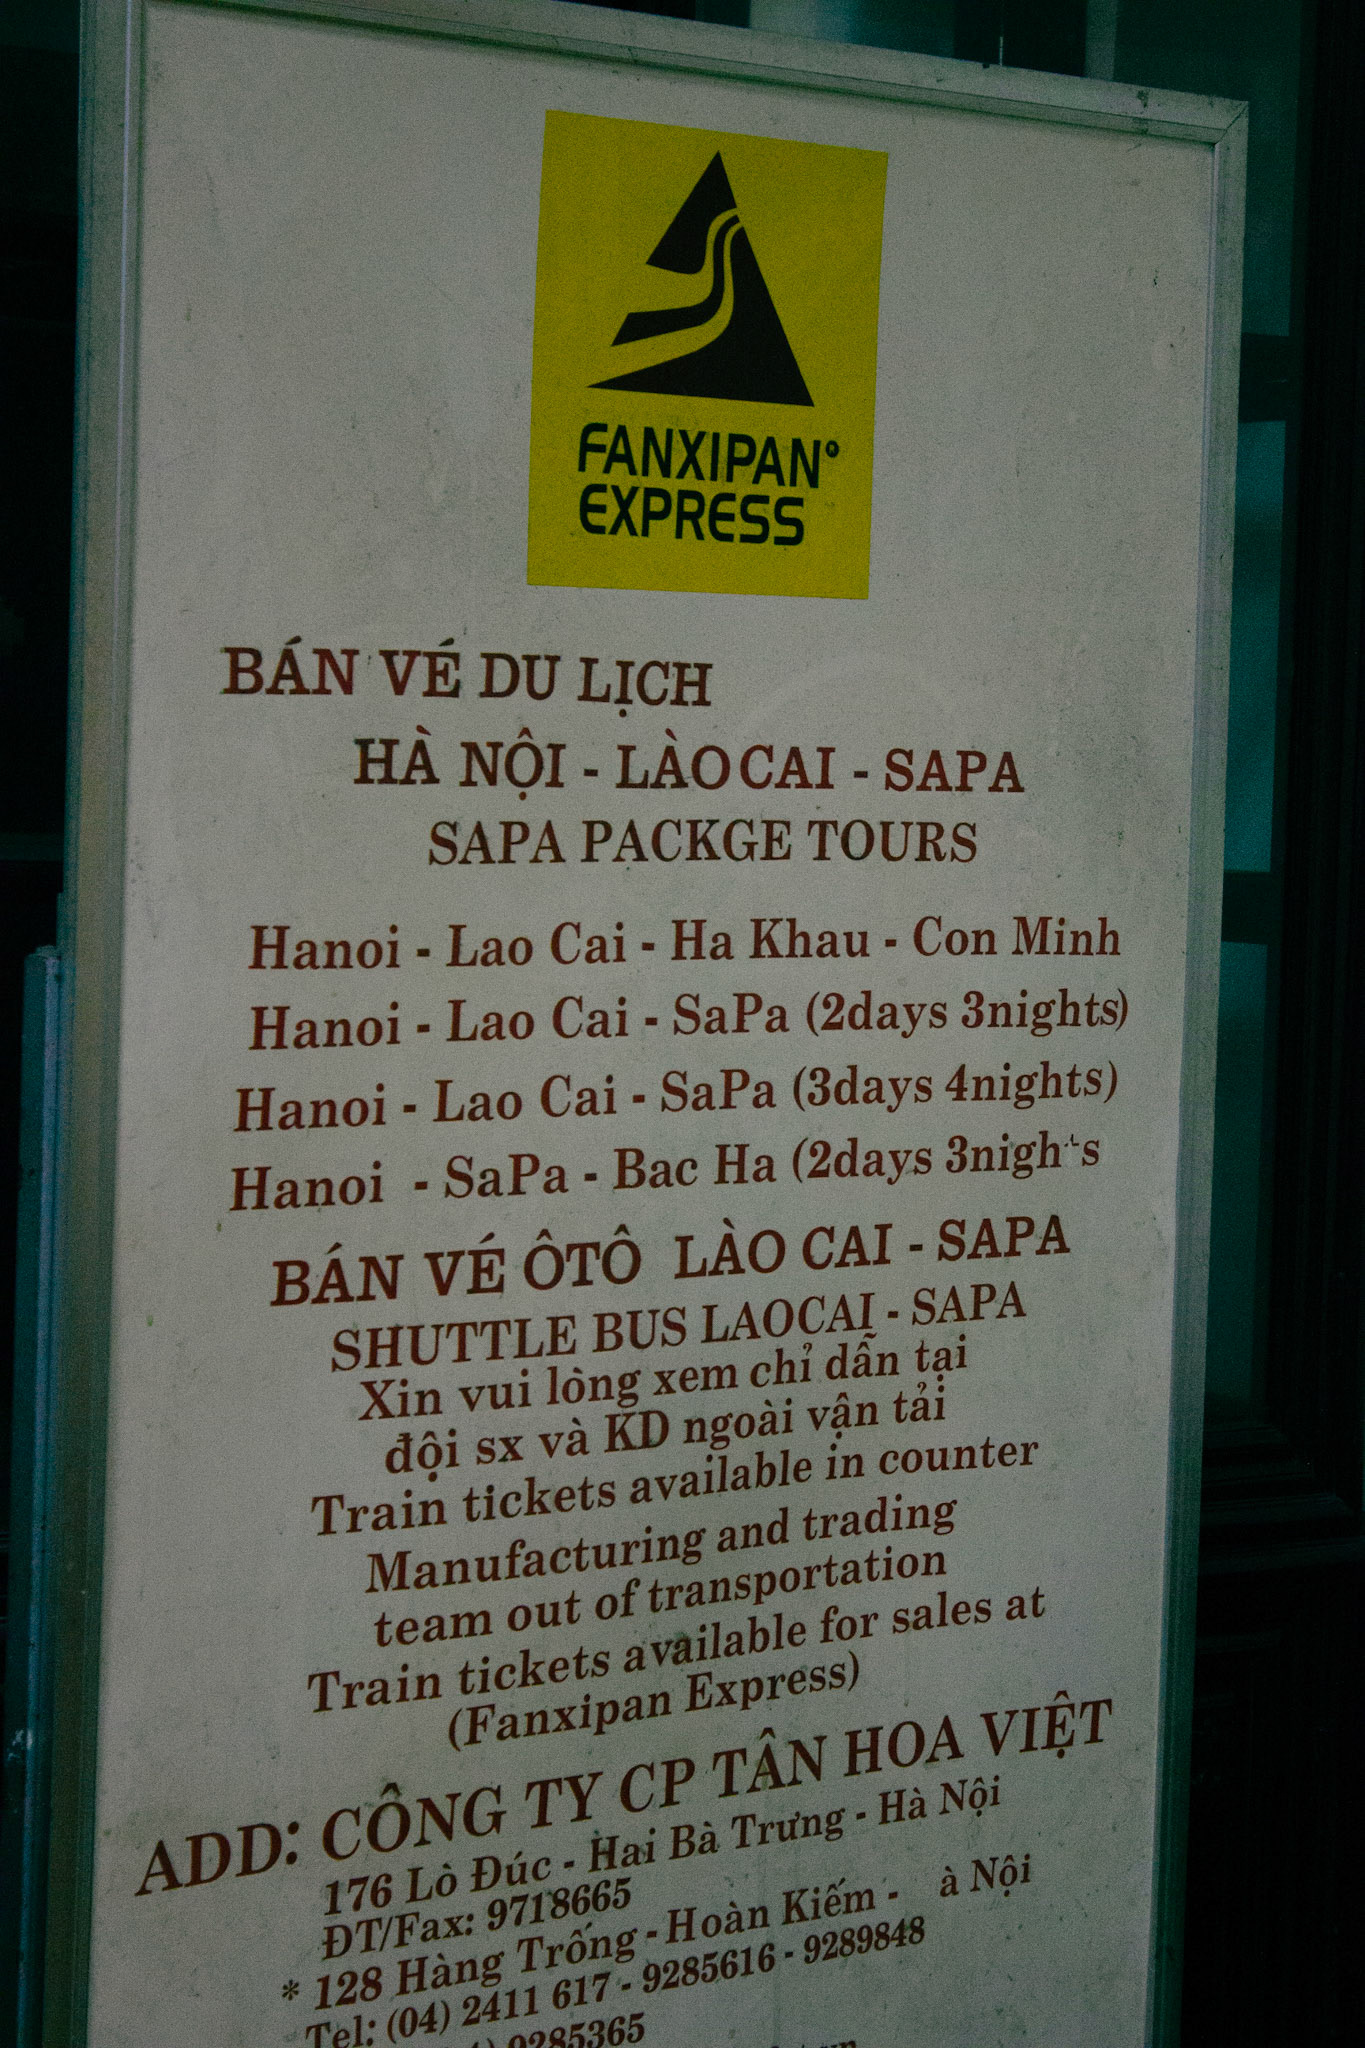 FANXIPAN
EXPRESS
BÁN VÉ DU LỊCH
HÀ NỘI - LÀO CAI - SAPA
SAPA PACKGE TOURS
Hanoi - Lao Cai - Ha Khau - Con Minh
Hanoi - Lao Cai - SaPa (2days 3nights)
Hanoi - Lao Cai - SaPa (3days 4nights)
Hanoi - SaPa - Bac Ha (2days 3nights
BÁN VÉ ÔTÔ LÀO CAI - SAPA
SHUTTLE BUS LAOCAI - SAPA
Xin vui lòng xem chỉ dẫn tại
đội sx và KD ngoài vận tải
Train tickets available in counter
Manufacturing and trading
team out of transportation
Train tickets available for sales at
(Fanxipan Express)
ADD: CÔNG TY CP TÂN HOA VIỆT
176 Lò Đúc - Hai Bà Trưng - Hà Nội
ĐT/Fax: 9718665
* 128 Hàng Trống - Hoàn Kiếm - à Nội
Tel: (04) 2411 617 - 9285616 - 9289848
9285365